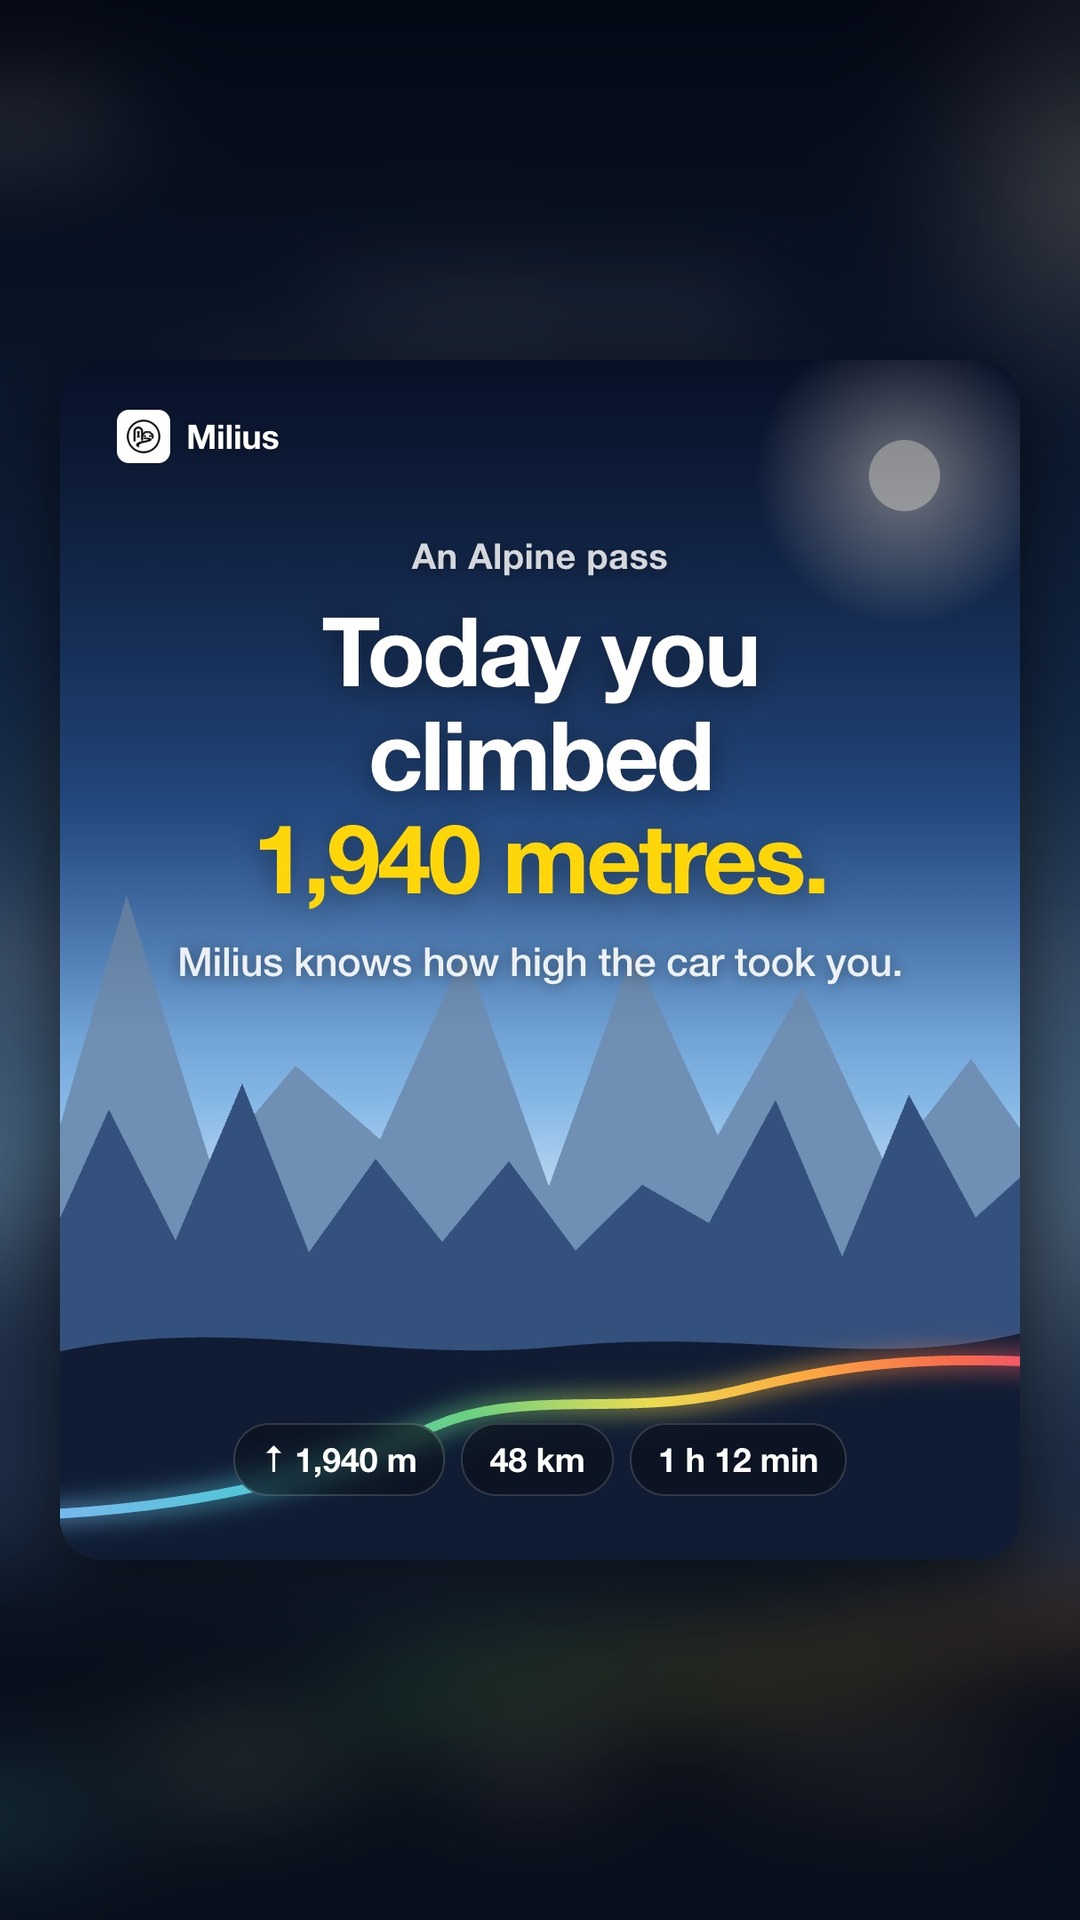 Milius
An Alpine pass
Today you
climbed
1,940 metres.
Milius knows how high the car took you.
↑ 1,940 m
48 km
1 h 12 min